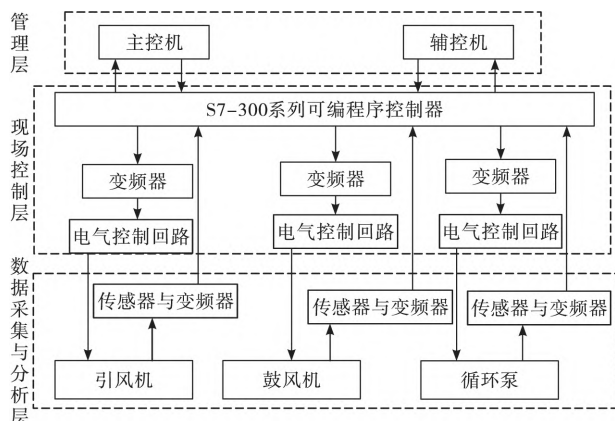 管理层
主控机
辅控机
现场控制层
S7-300系列可编程序控制器
变频器
变频器
变频器
电气控制回路
电气控制回路
电气控制回路
数据采集与分析层
传感器与变频器
传感器与变频器
传感器与变频器
引风机
鼓风机
循环泵